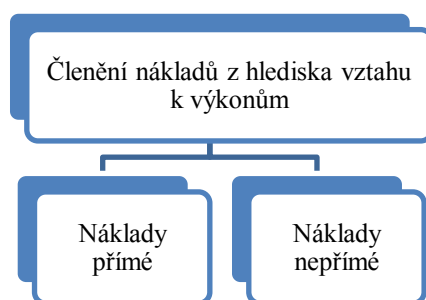 Členění nákladů z hlediska vztahu
k výkonům
Náklady
přímé
Náklady
nepřímé